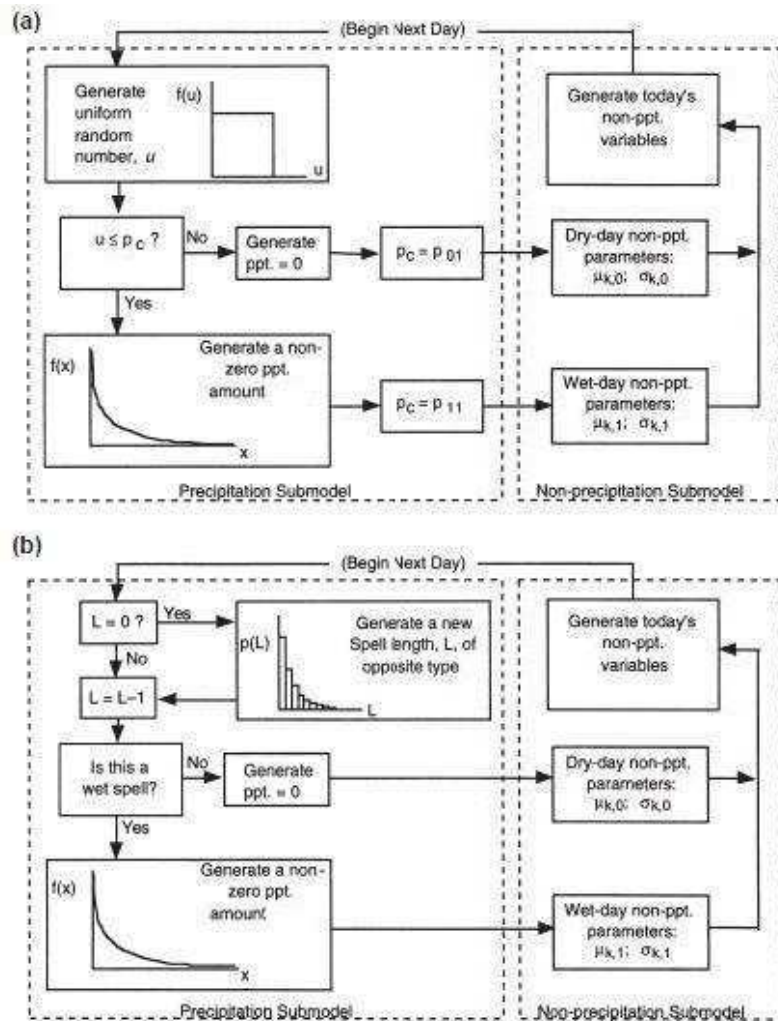 (a)
(Begin Next Day)
Generate
uniform
random
number, u
f(u)
u
u ≤ pc ?
No
Generate
ppt. = 0
pc = p01
Yes
f(x)
Generate a non-
zero ppt.
amount
x
pc = p11
Precipitation Submodel
Generate today's
non-ppt.
variables
Dry-day non-ppt.
parameters:
μk,0; σk,0
Wet-day non-ppt.
parameters:
μk,1; σk,1
Non-precipitation Submodel
(b)
(Begin Next Day)
L = 0 ?
Yes
p(L)
Generate a new
Spell length, L, of
opposite type
L
No
L = L–1
Is this a
wet spell?
No
Generate
ppt. = 0
Yes
f(x)
Generate a non-
zero ppt.
amount
x
Precipitation Submodel
Generate today's
non-ppt.
variables
Dry-day non-ppt.
parameters:
μk,0; σk,0
Wet-day non-ppt.
parameters:
μk,1; σk,1
Non-precipitation Submodel